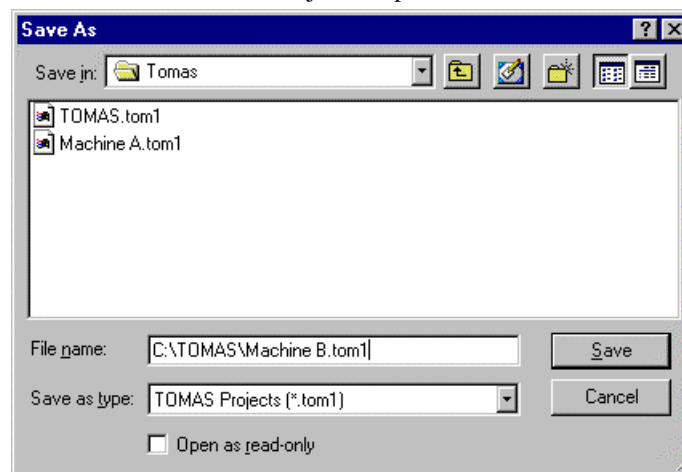 Save As
Save in: Tomas
TOMAS.tom1
Machine A.tom1
File name: C:\TOMAS\Machine B.tom1 Save
Save as type: TOMAS Projects (*.tom1) Cancel
Open as read-only